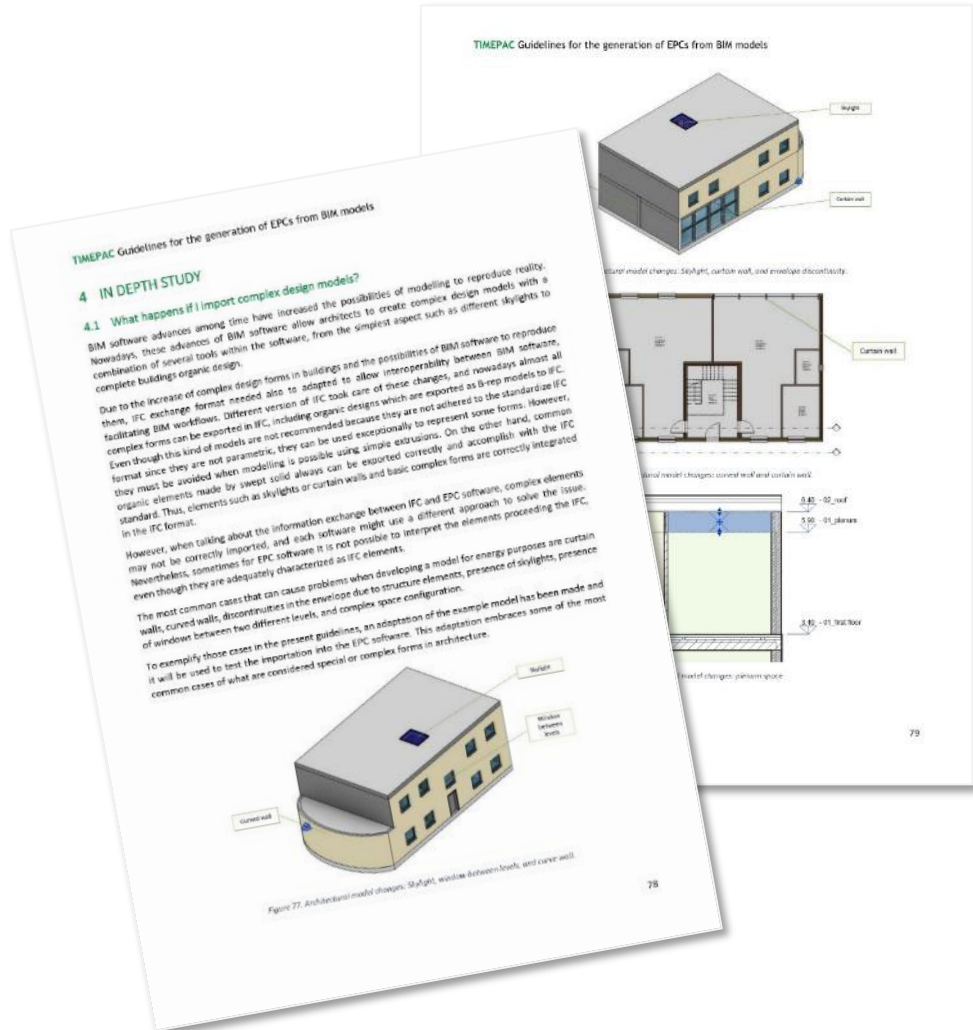 TIMEPAC Guidelines for the generation of EPCs from BIM models
4 IN DEPTH STUDY
4.1 What happens if I import complex design models?
BIM software advances among time have increased the possibilities of modelling to reproduce reality.
Nowadays, these advances of BIM software allow architects to create complex design models with a
combination of several tools within the software, from the simplest aspect such as different skylights to
complete buildings organic design.
Due to the increase of complex design forms in buildings and the possibilities of BIM software to reproduce
them, IFC exchange format needed also to adapted to allow interoperability between BIM software,
facilitating BIM workflows. Different version of IFC took care of these changes, and nowadays almost all
complex forms can be exported in IFC, including organic designs which are exported as B-rep models to IFC.
Even though this kind of models are not recommended because they are not adhered to the standardize IFC
format since they are not parametric, they can be used exceptionally to represent some forms. However,
they must be avoided when modelling is possible using simple extrusions. On the other hand, common
organic elements made by swept solid always can be exported correctly and accomplish with the IFC
standard. Thus, elements such as skylights or curtain walls and basic complex forms are correctly integrated
in the IFC format.
However, when talking about the information exchange between IFC and EPC software, complex elements
may not be correctly imported, and each software might use a different approach to solve the issue.
Nevertheless, sometimes for EPC software it is not possible to interpret the elements proceeding the IFC,
even though they are adequately characterized as IFC elements.
The most common cases that can cause problems when developing a model for energy purposes are curtain
walls, curved walls, discontinuities in the envelope due to structure elements, presence of skylights, presence
of windows between two different levels, and complex space configuration.
To exemplify those cases in the present guidelines, an adaptation of the example model has been made and
it will be used to test the importation into the EPC software. This adaptation embraces some of the most
common cases of what are considered special or complex forms in architecture.
Skylight
Window
between
levels
Curved wall
Figure 77. Architectural model changes: Skylight, window between levels, and curve wall.
78
TIMEPAC Guidelines for the generation of EPCs from BIM models
Skylight
Curtain wall
ctural model changes: Skylight, curtain wall, and envelope discontinuity.
Curtain wall
ctural model changes: curved wall and curtain wall.
02_roof
01_plenum
01_first floor
model changes: plenum space
79